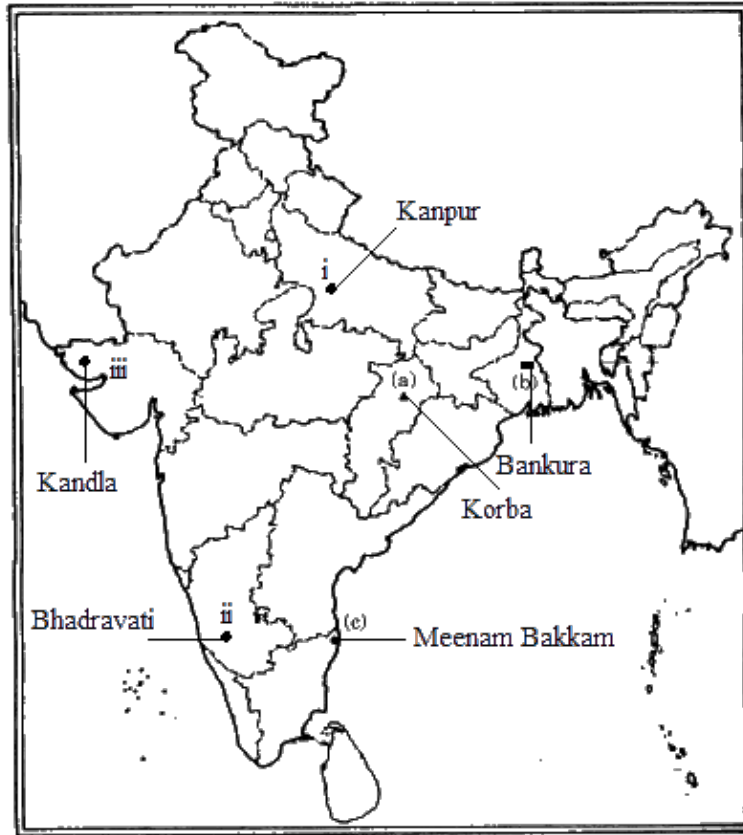 Kanpur
i
iii
(a)
(b)
Kandla
Bankura
Korba
Bhadravati
ii
(c)
Meenam Bakkam